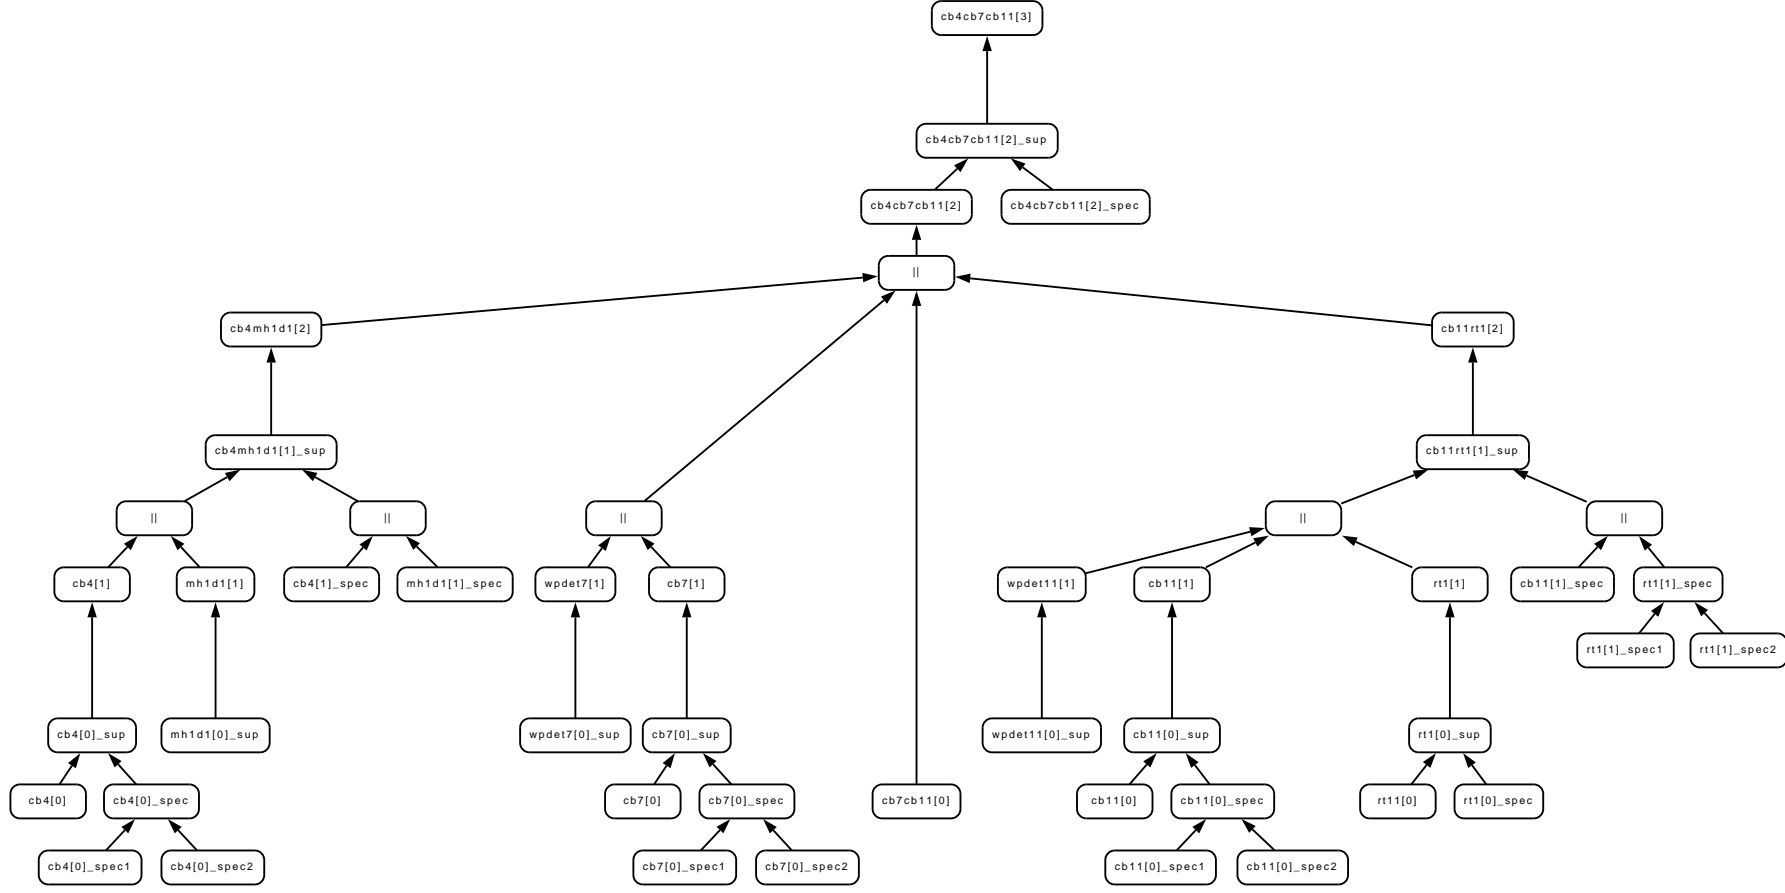 cb4cb7cb11[3]
cb4cb7cb11[2]_sup
cb4cb7cb11[2]
cb4cb7cb11[2]_spec
||
cb4mh1d1[2]
cb11rt1[2]
cb4mh1d1[1]_sup
cb11rt1[1]_sup
||
||
||
||
||
cb4[1]
mh1d1[1]
cb4[1]_spec
mh1d1[1]_spec
wpdet7[1]
cb7[1]
wpdet11[1]
cb11[1]
rt1[1]
cb11[1]_spec
rt1[1]_spec
rt1[1]_spec1
rt1[1]_spec2
cb4[0]_sup
mh1d1[0]_sup
wpdet7[0]_sup
cb7[0]_sup
wpdet11[0]_sup
cb11[0]_sup
rt1[0]_sup
cb4[0]
cb4[0]_spec
cb7[0]
cb7[0]_spec
cb7cb11[0]
cb11[0]
cb11[0]_spec
rt11[0]
rt1[0]_spec
cb4[0]_spec1
cb4[0]_spec2
cb7[0]_spec1
cb7[0]_spec2
cb11[0]_spec1
cb11[0]_spec2